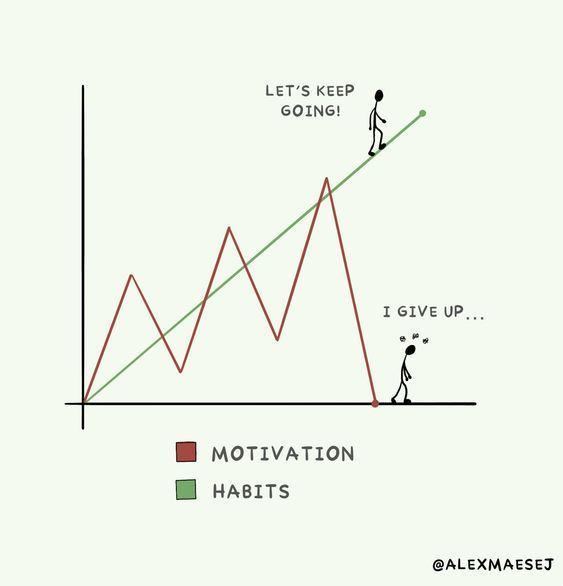 LET'S KEEP
GOING!
I GIVE UP...
MOTIVATION
HABITS
@ALEXMAESEJ